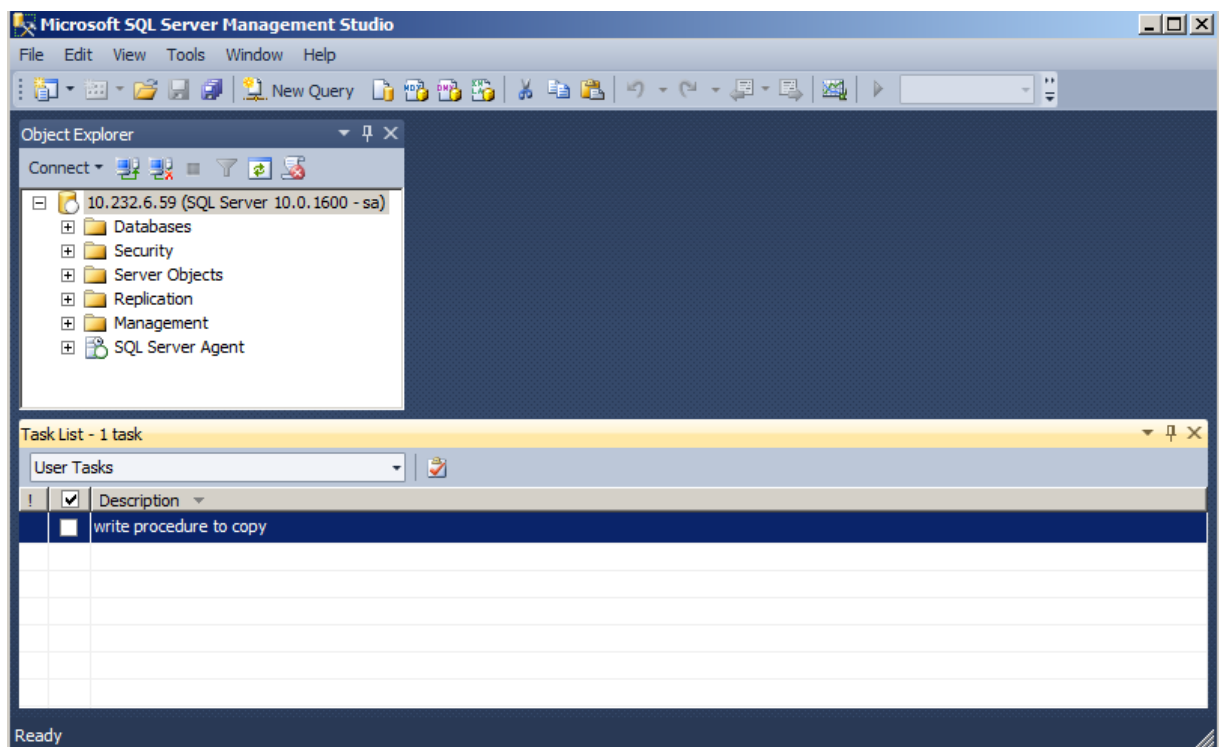 Microsoft SQL Server Management Studio
File Edit View Tools Window Help
New Query
Object Explorer
Connect
10.232.6.59 (SQL Server 10.0.1600 - sa)
Databases
Security
Server Objects
Replication
Management
SQL Server Agent
Task List - 1 task
User Tasks
! Description
write procedure to copy
Ready